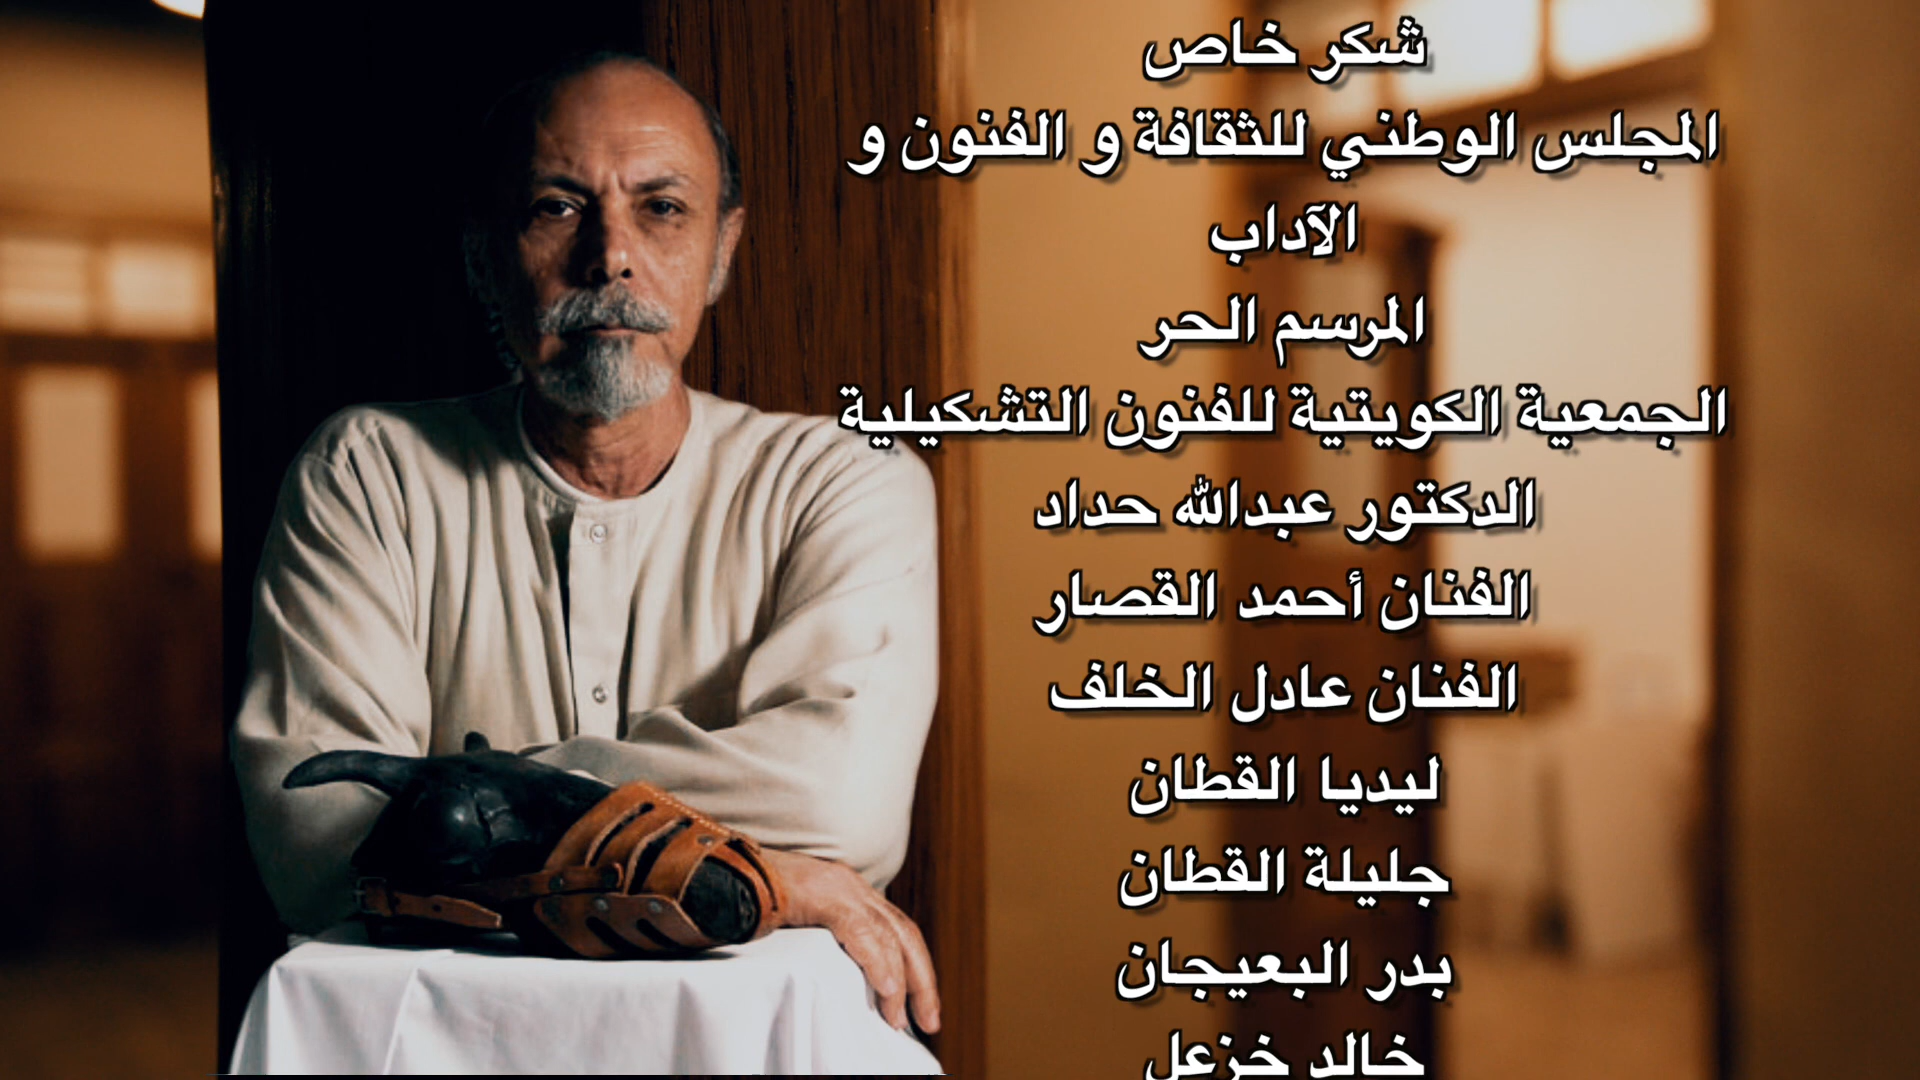 شكر خاص
المجلس الوطني للثقافة و الفنون و
الآداب
المرسم الحر
الجمعية الكويتية للفنون التشكيلية
الدكتور عبدالله حداد
الفنان أحمد القصار
الفنان عادل الخلف
ليديا القطان
جليلة القطان
بدر البعيجان
خالد خزعل